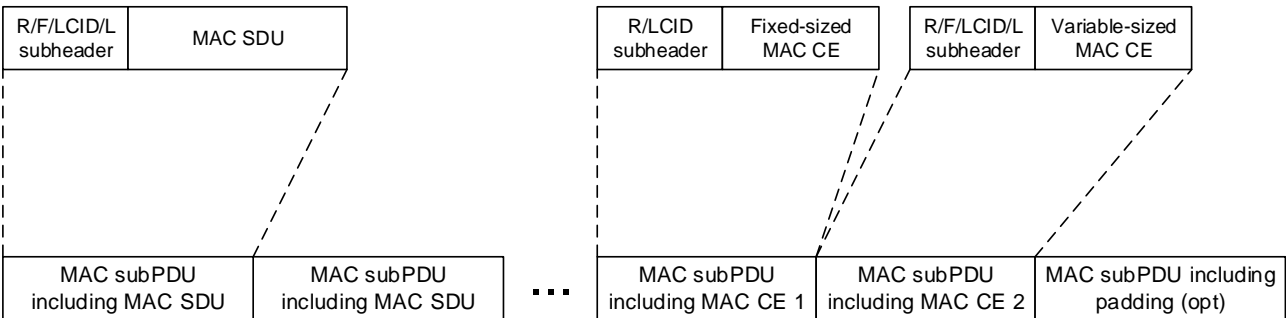 R/F/LCID/L
subheader
MAC SDU
R/LCID
subheader
Fixed-sized
MAC CE
R/F/LCID/L
subheader
Variable-sized
MAC CE
MAC subPDU
including MAC SDU
MAC subPDU
including MAC SDU
...
MAC subPDU
including MAC CE 1
MAC subPDU
including MAC CE 2
MAC subPDU including
padding (opt)